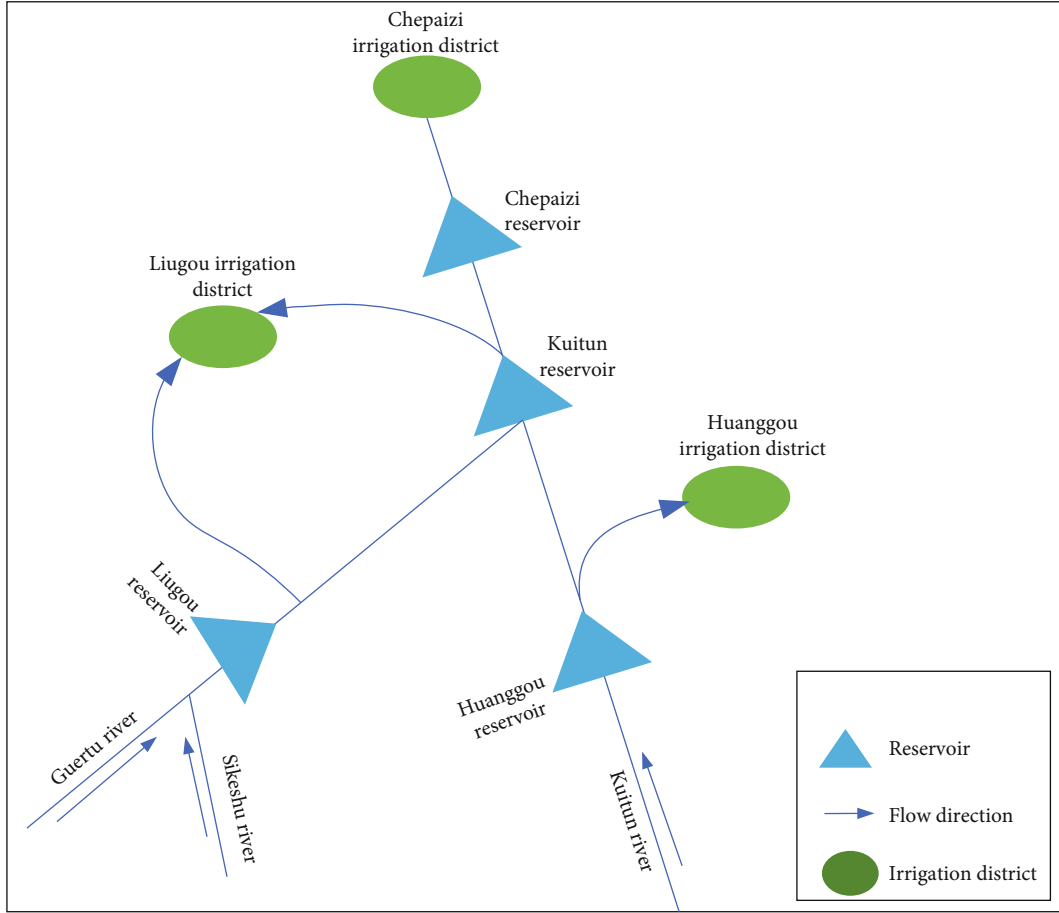 Chepaizi
irrigation district
Chepaizi
reservoir
Liugou irrigation
district
Kuitun
reservoir
Huanggou
irrigation district
Liugou
reservoir
Huanggou
reservoir
Guertu river
Sikeshu river
Kuitun river
Reservoir
Flow direction
Irrigation district